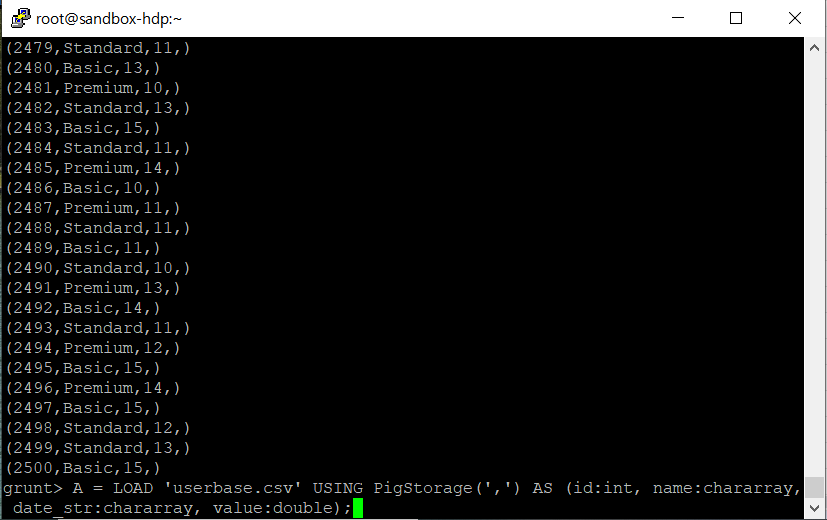 root@sandbox-hdp:~
(2479,Standard,11,)
(2480,Basic,13,)
(2481,Premium,10,)
(2482,Standard,13,)
(2483,Basic,15,)
(2484,Standard,11,)
(2485,Premium,14,)
(2486,Basic,10,)
(2487,Premium,11,)
(2488,Standard,11,)
(2489,Basic,11,)
(2490,Standard,10,)
(2491,Premium,13,)
(2492,Basic,14,)
(2493,Standard,11,)
(2494,Premium,12,)
(2495,Basic,15,)
(2496,Premium,14,)
(2497,Basic,15,)
(2498,Standard,12,)
(2499,Standard,13,)
(2500,Basic,15,)
grunt> A = LOAD 'userbase.csv' USING PigStorage(',') AS (id:int, name:chararray,
date_str:chararray, value:double);